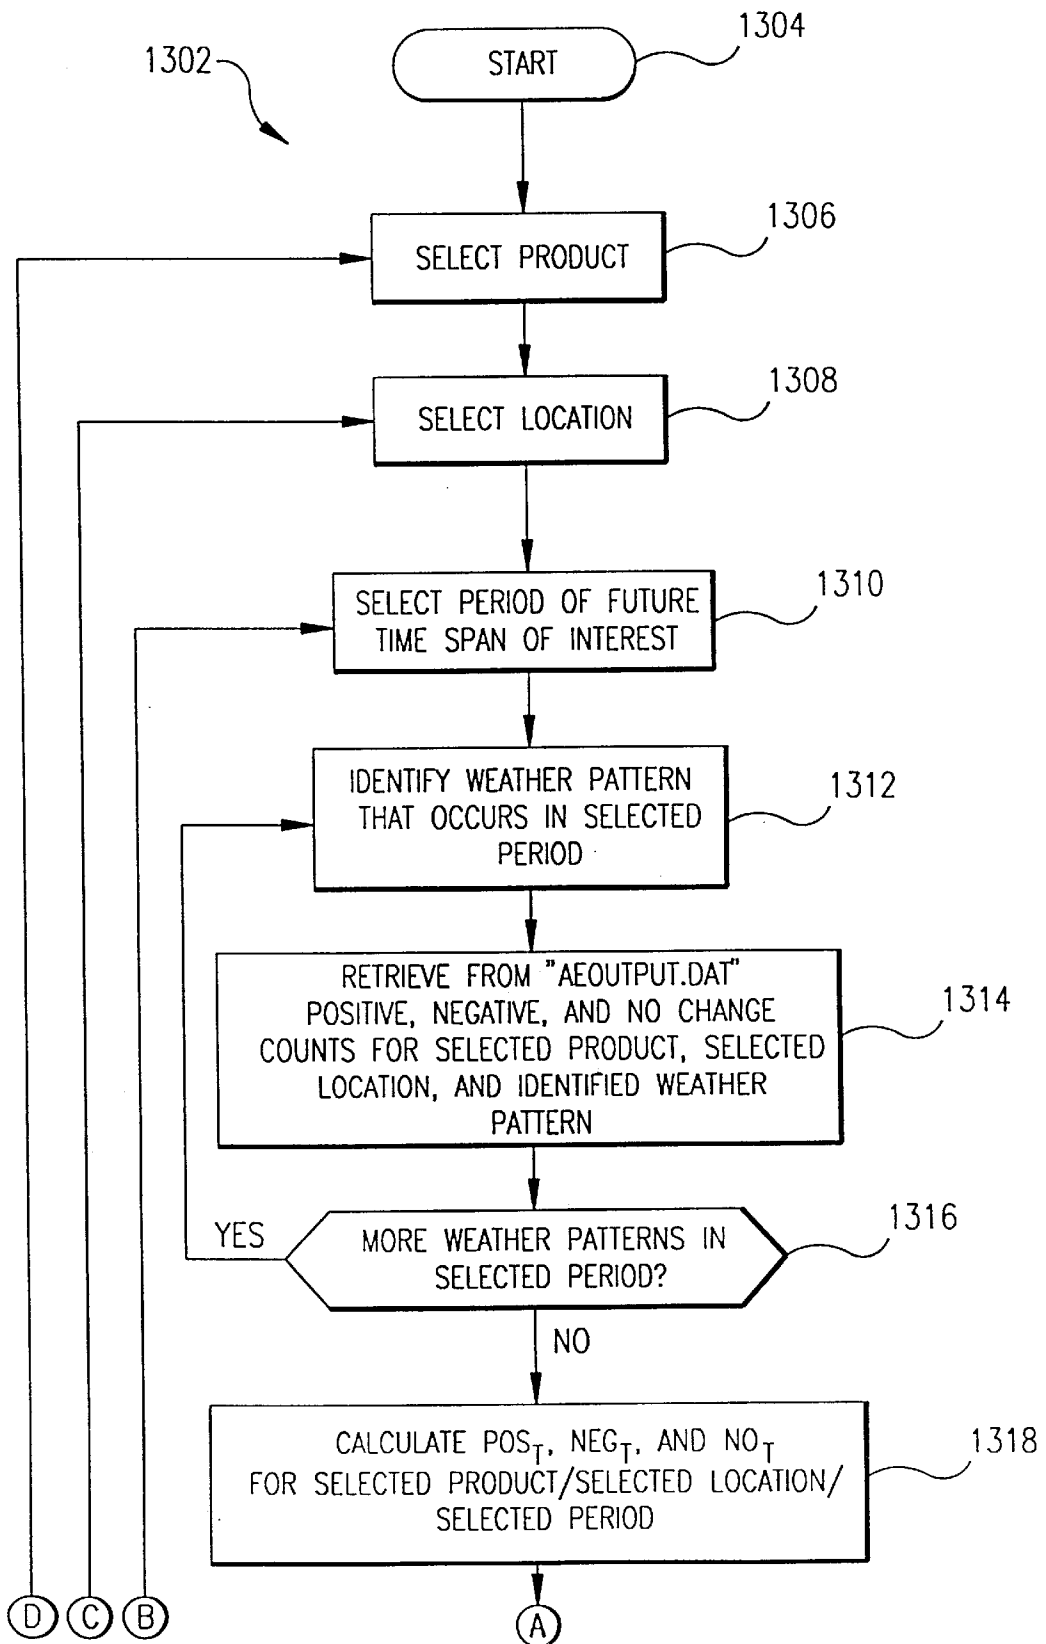 1304
START
1302
1306
SELECT PRODUCT
1308
SELECT LOCATION
1310
SELECT PERIOD OF FUTURE
TIME SPAN OF INTEREST
IDENTIFY WEATHER PATTERN
THAT OCCURS IN SELECTED
PERIOD
1312
RETRIEVE FROM "AEOUTPUT.DAT"
POSITIVE, NEGATIVE, AND NO CHANGE
COUNTS FOR SELECTED PRODUCT, SELECTED
LOCATION, AND IDENTIFIED WEATHER
PATTERN
1314
YES
MORE WEATHER PATTERNS IN
SELECTED PERIOD?
1316
NO
CALCULATE POS_T, NEG_T, AND NO_T
FOR SELECTED PRODUCT/SELECTED LOCATION/
SELECTED PERIOD
1318
D C B A